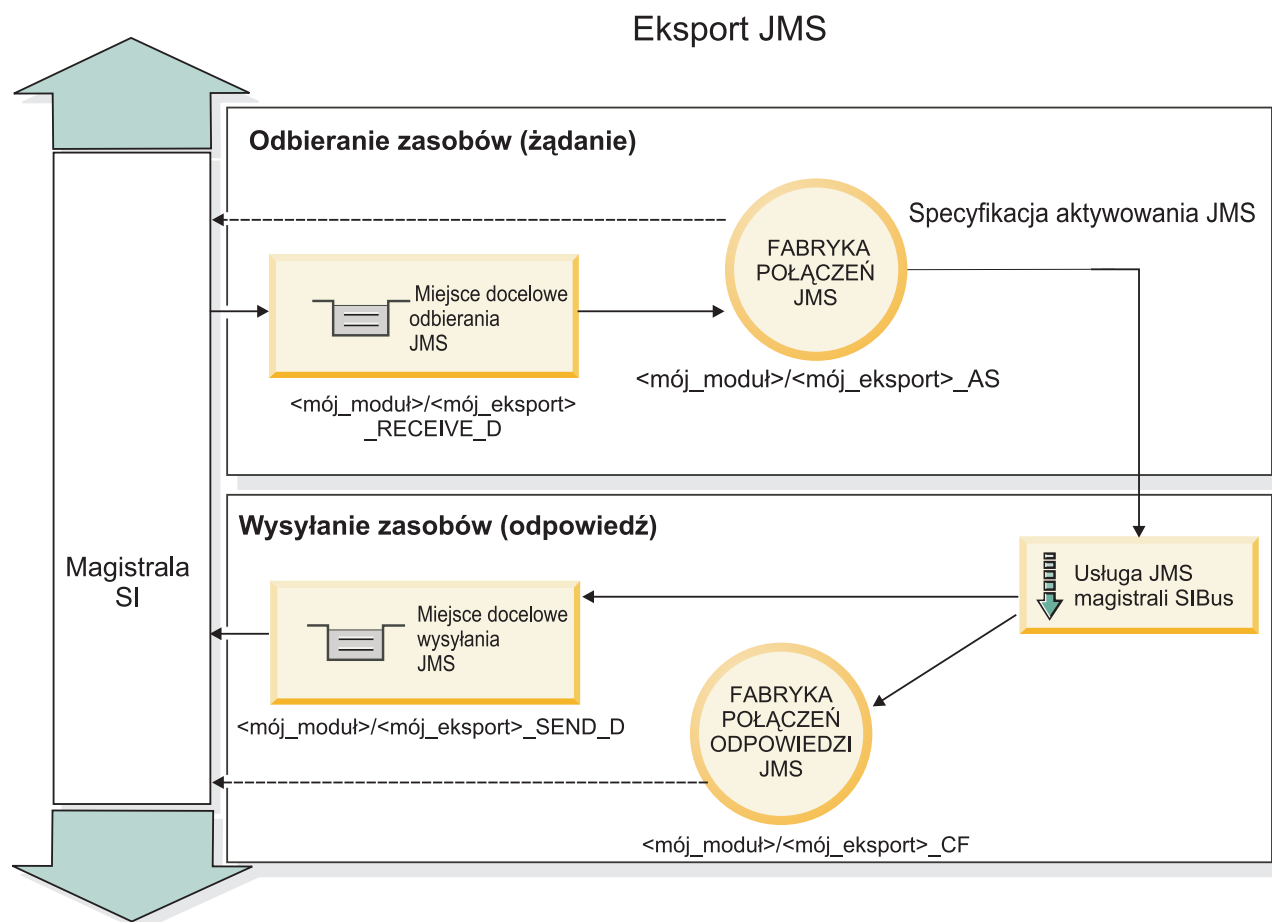 Eksport JMS
Odbieranie zasobów (żądanie)
Specyfikacja aktywowania JMS
FABRYKA
POŁĄCZEŃ
JMS
Miejsce docelowe
odbierania
JMS
<mój_moduł>/<mój_eksport>_AS
<mój_moduł>/<mój_eksport>
_RECEIVE_D
Wysyłanie zasobów (odpowiedź)
Magistrala
SI
Usługa JMS
magistrali SIBus
Miejsce docelowe
wysyłania
JMS
<mój_moduł>/<mój_eksport>_SEND_D
FABRYKA
POŁĄCZEŃ
ODPOWIEDZI
JMS
<mój_moduł>/<mój_eksport>_CF